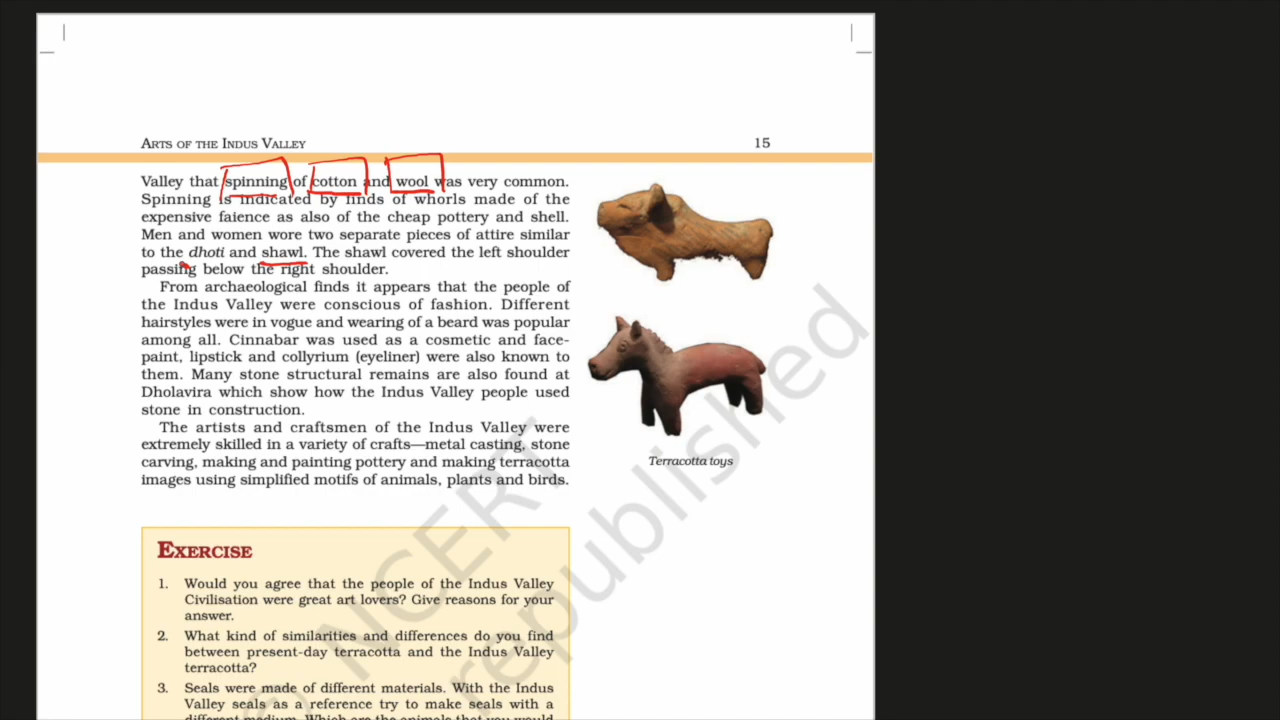 ARTS OF THE INDUS VALLEY 15
Valley that spinning of cotton and wool was very common.
Spinning is indicated by finds of whorls made of the
expensive faience as also of the cheap pottery and shell.
Men and women wore two separate pieces of attire similar
to the dhoti and shawl. The shawl covered the left shoulder
passing below the right shoulder.
From archaeological finds it appears that the people of
the Indus Valley were conscious of fashion. Different
hairstyles were in vogue and wearing of a beard was popular
among all. Cinnabar was used as a cosmetic and face-
paint, lipstick and collyrium (eyeliner) were also known to
them. Many stone structural remains are also found at
Dholavira which show how the Indus Valley people used
stone in construction.
The artists and craftsmen of the Indus Valley were
extremely skilled in a variety of crafts—metal casting, stone
carving, making and painting pottery and making terracotta
images using simplified motifs of animals, plants and birds.
Terracotta toys
EXERCISE
1. Would you agree that the people of the Indus Valley
Civilisation were great art lovers? Give reasons for your
answer.
2. What kind of similarities and differences do you find
between present-day terracotta and the Indus Valley
terracotta?
3. Seals were made of different materials. With the Indus
Valley seals as a reference try to make seals with a
different medium. Which are the animals that you would
© NCERT
republished